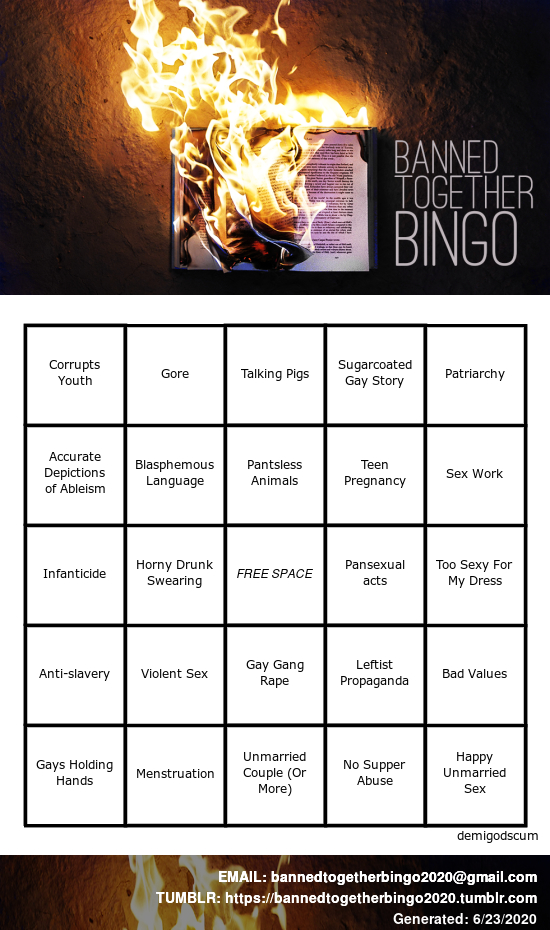 BANNED
TOGETHER
BINGO
Corrupts
Youth
Gore
Talking Pigs
Sugarcoated
Gay Story
Patriarchy
Accurate
Depictions
of Ableism
Blasphemous
Language
Pantsless
Animals
Teen
Pregnancy
Sex Work
Infanticide
Horny Drunk
Swearing
FREE SPACE
Pansexual
acts
Too Sexy For
My Dress
Anti-slavery
Violent Sex
Gay Gang
Rape
Leftist
Propaganda
Bad Values
Gays Holding
Hands
Menstruation
Unmarried
Couple (Or
More)
No Supper
Abuse
Happy
Unmarried
Sex
demigodscum
EMAIL: bannedtogetherbingo2020@gmail.com
TUMBLR: https://bannedtogetherbingo2020.tumblr.com
Generated: 6/23/2020